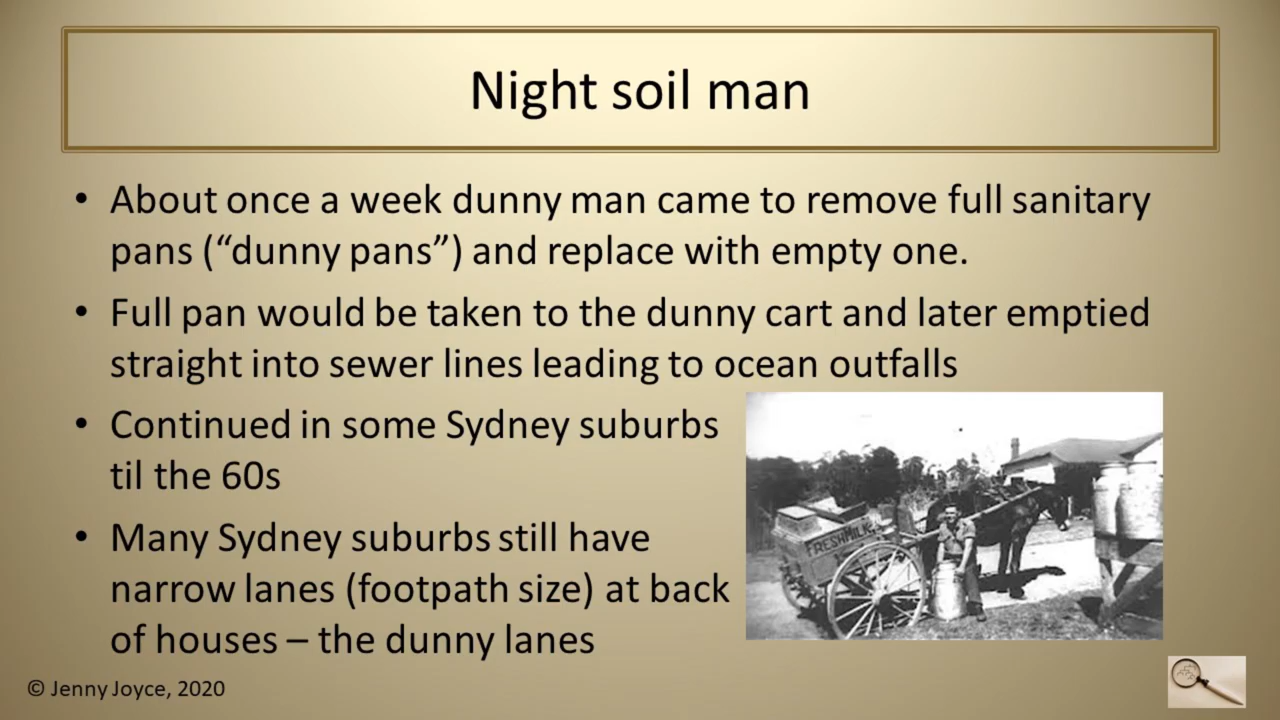 Night soil man
• About once a week dunny man came to remove full sanitary
pans (“dunny pans”) and replace with empty one.
• Full pan would be taken to the dunny cart and later emptied
straight into sewer lines leading to ocean outfalls
• Continued in some Sydney suburbs
til the 60s
• Many Sydney suburbs still have
narrow lanes (footpath size) at back
of houses – the dunny lanes
FRESH MILK
© Jenny Joyce, 2020